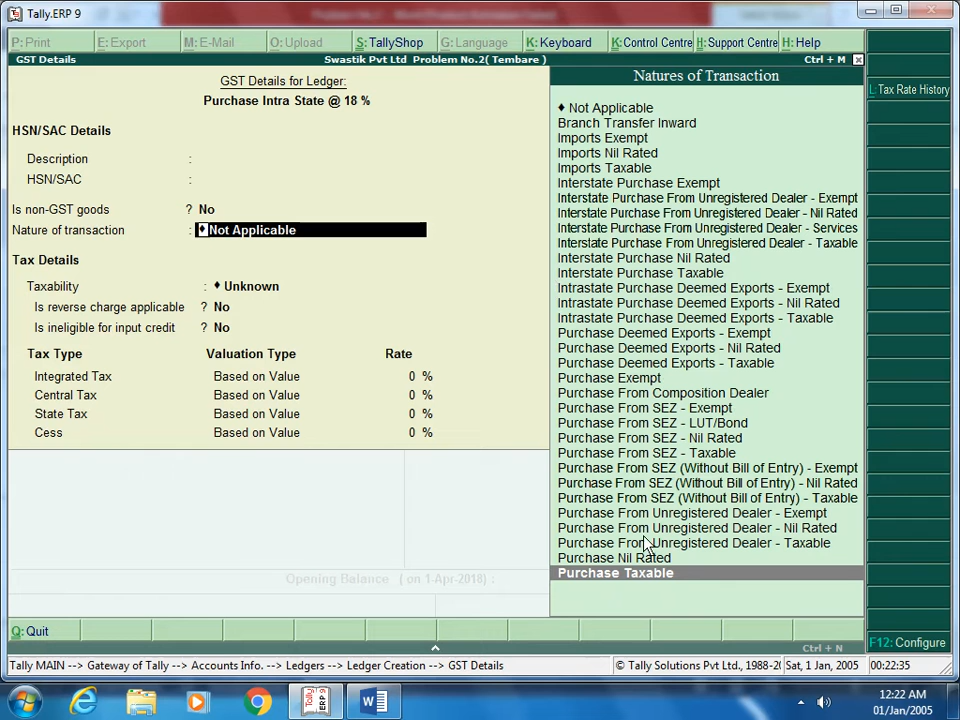 Tally.ERP 9
P: Print
E: Export
M: E-Mail
O: Upload
S: TallyShop
G: Language
K: Keyboard
K: Control Centre
H: Support Centre
H: Help
GST Details
Swastik Pvt Ltd Problem No.2( Tembare )
Ctrl + M
L: Tax Rate History
GST Details for Ledger:
Purchase Intra State @ 18 %
HSN/SAC Details
Description :
HSN/SAC :
Is non-GST goods ? No
Nature of transaction : ♦ Not Applicable
Tax Details
Taxability : ♦ Unknown
Is reverse charge applicable ? No
Is ineligible for input credit ? No
Tax Type Valuation Type Rate
Integrated Tax Based on Value 0 %
Central Tax Based on Value 0 %
State Tax Based on Value 0 %
Cess Based on Value 0 %
Opening Balance ( on 1-Apr-2018) :
Natures of Transaction
♦ Not Applicable
Branch Transfer Inward
Imports Exempt
Imports Nil Rated
Imports Taxable
Interstate Purchase Exempt
Interstate Purchase From Unregistered Dealer - Exempt
Interstate Purchase From Unregistered Dealer - Nil Rated
Interstate Purchase From Unregistered Dealer - Services
Interstate Purchase From Unregistered Dealer - Taxable
Interstate Purchase Nil Rated
Interstate Purchase Taxable
Intrastate Purchase Deemed Exports - Exempt
Intrastate Purchase Deemed Exports - Nil Rated
Intrastate Purchase Deemed Exports - Taxable
Purchase Deemed Exports - Exempt
Purchase Deemed Exports - Nil Rated
Purchase Deemed Exports - Taxable
Purchase Exempt
Purchase From Composition Dealer
Purchase From SEZ - Exempt
Purchase From SEZ - LUT/Bond
Purchase From SEZ - Nil Rated
Purchase From SEZ - Taxable
Purchase From SEZ (Without Bill of Entry) - Exempt
Purchase From SEZ (Without Bill of Entry) - Nil Rated
Purchase From SEZ (Without Bill of Entry) - Taxable
Purchase From Unregistered Dealer - Exempt
Purchase From Unregistered Dealer - Nil Rated
Purchase From Unregistered Dealer - Taxable
Purchase Nil Rated
Purchase Taxable
Q: Quit
F12: Configure
Ctrl + N
Tally MAIN --> Gateway of Tally --> Accounts Info. --> Ledgers --> Ledger Creation --> GST Details
© Tally Solutions Pvt Ltd., 1988-20
Sat, 1 Jan, 2005
00:22:35
Tally ERP 9
12:22 AM
01/Jan/2005